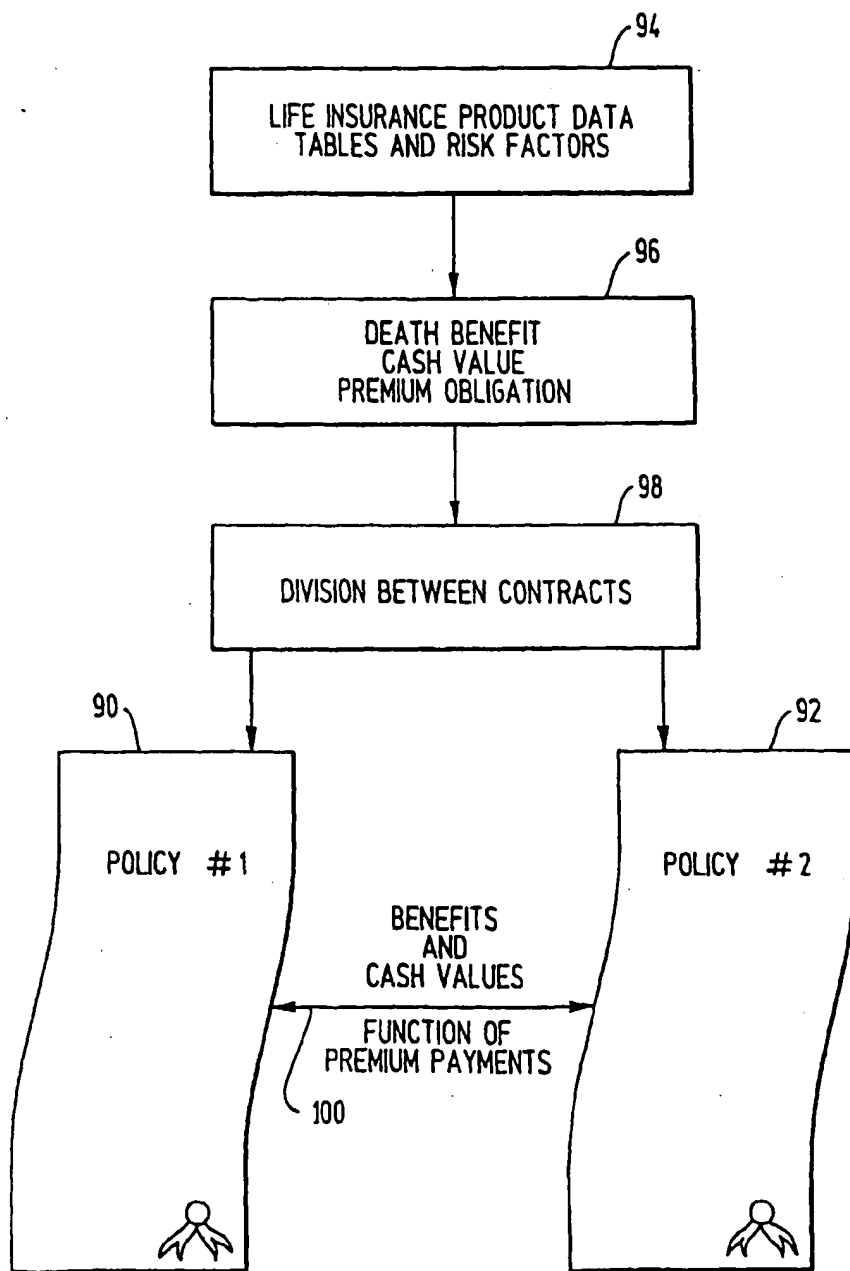 94
LIFE INSURANCE PRODUCT DATA
TABLES AND RISK FACTORS
96
DEATH BENEFIT
CASH VALUE
PREMIUM OBLIGATION
98
DIVISION BETWEEN CONTRACTS
90
92
POLICY #1
POLICY #2
BENEFITS
AND
CASH VALUES
FUNCTION OF
PREMIUM PAYMENTS
100